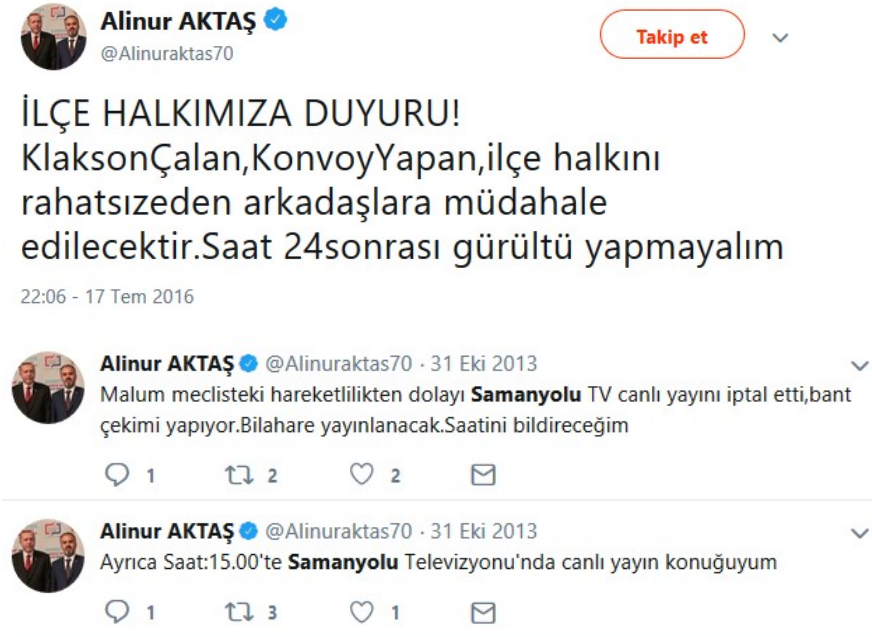 Alinur AKTAŞ
@Alinuraktas70
Takip et
İLÇE HALKIMIZA DUYURU!
KlaksonÇalan,KonvoyYapan,ilçe halkını
rahatsızeden arkadaşlara müdahale
edilecektir.Saat 24sonrası gürültü yapmayalım
22:06 - 17 Tem 2016
Alinur AKTAŞ @Alinuraktas70 · 31 Eki 2013
Malum meclisteki hareketlilikten dolayı Samanyolu TV canlı yayını iptal etti,bant
çekimi yapıyor.Bilahare yayınlanacak.Saatini bildireceğim
1 2 2
Alinur AKTAŞ @Alinuraktas70 · 31 Eki 2013
Ayrıca Saat:15.00'te Samanyolu Televizyonu'nda canlı yayın konuğuyum
1 3 1